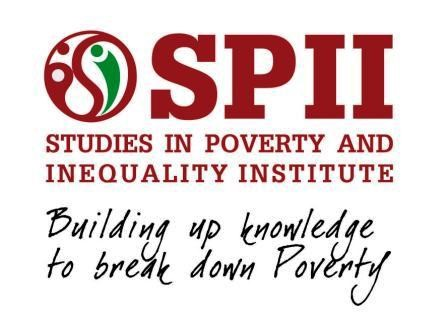 SPII
STUDIES IN POVERTY AND
INEQUALITY INSTITUTE
Building up knowledge
to break down Poverty